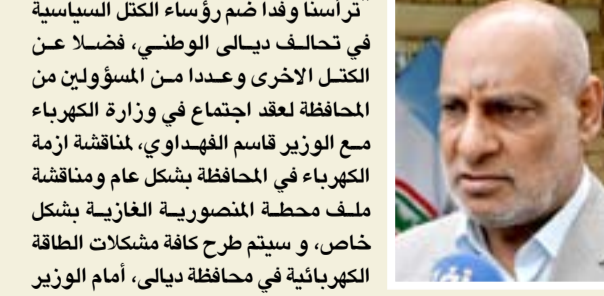 "ترأسنا وفدا ضم رؤساء الكتل السياسية
في تحالف ديالى الوطني، فضلا عن
الكتل الاخرى وعددا من المسؤولين من
المحافظة لعقد اجتماع في وزارة الكهرباء
مع الوزير قاسم الفهداوي، لمناقشة ازمة
الكهرباء في المحافظة بشكل عام ومناقشة
ملف محطة المنصورية الغازية بشكل
خاص، و سيتم طرح كافة مشكلات الطاقة
الكهربائية في محافظة ديالى، أمام الوزير